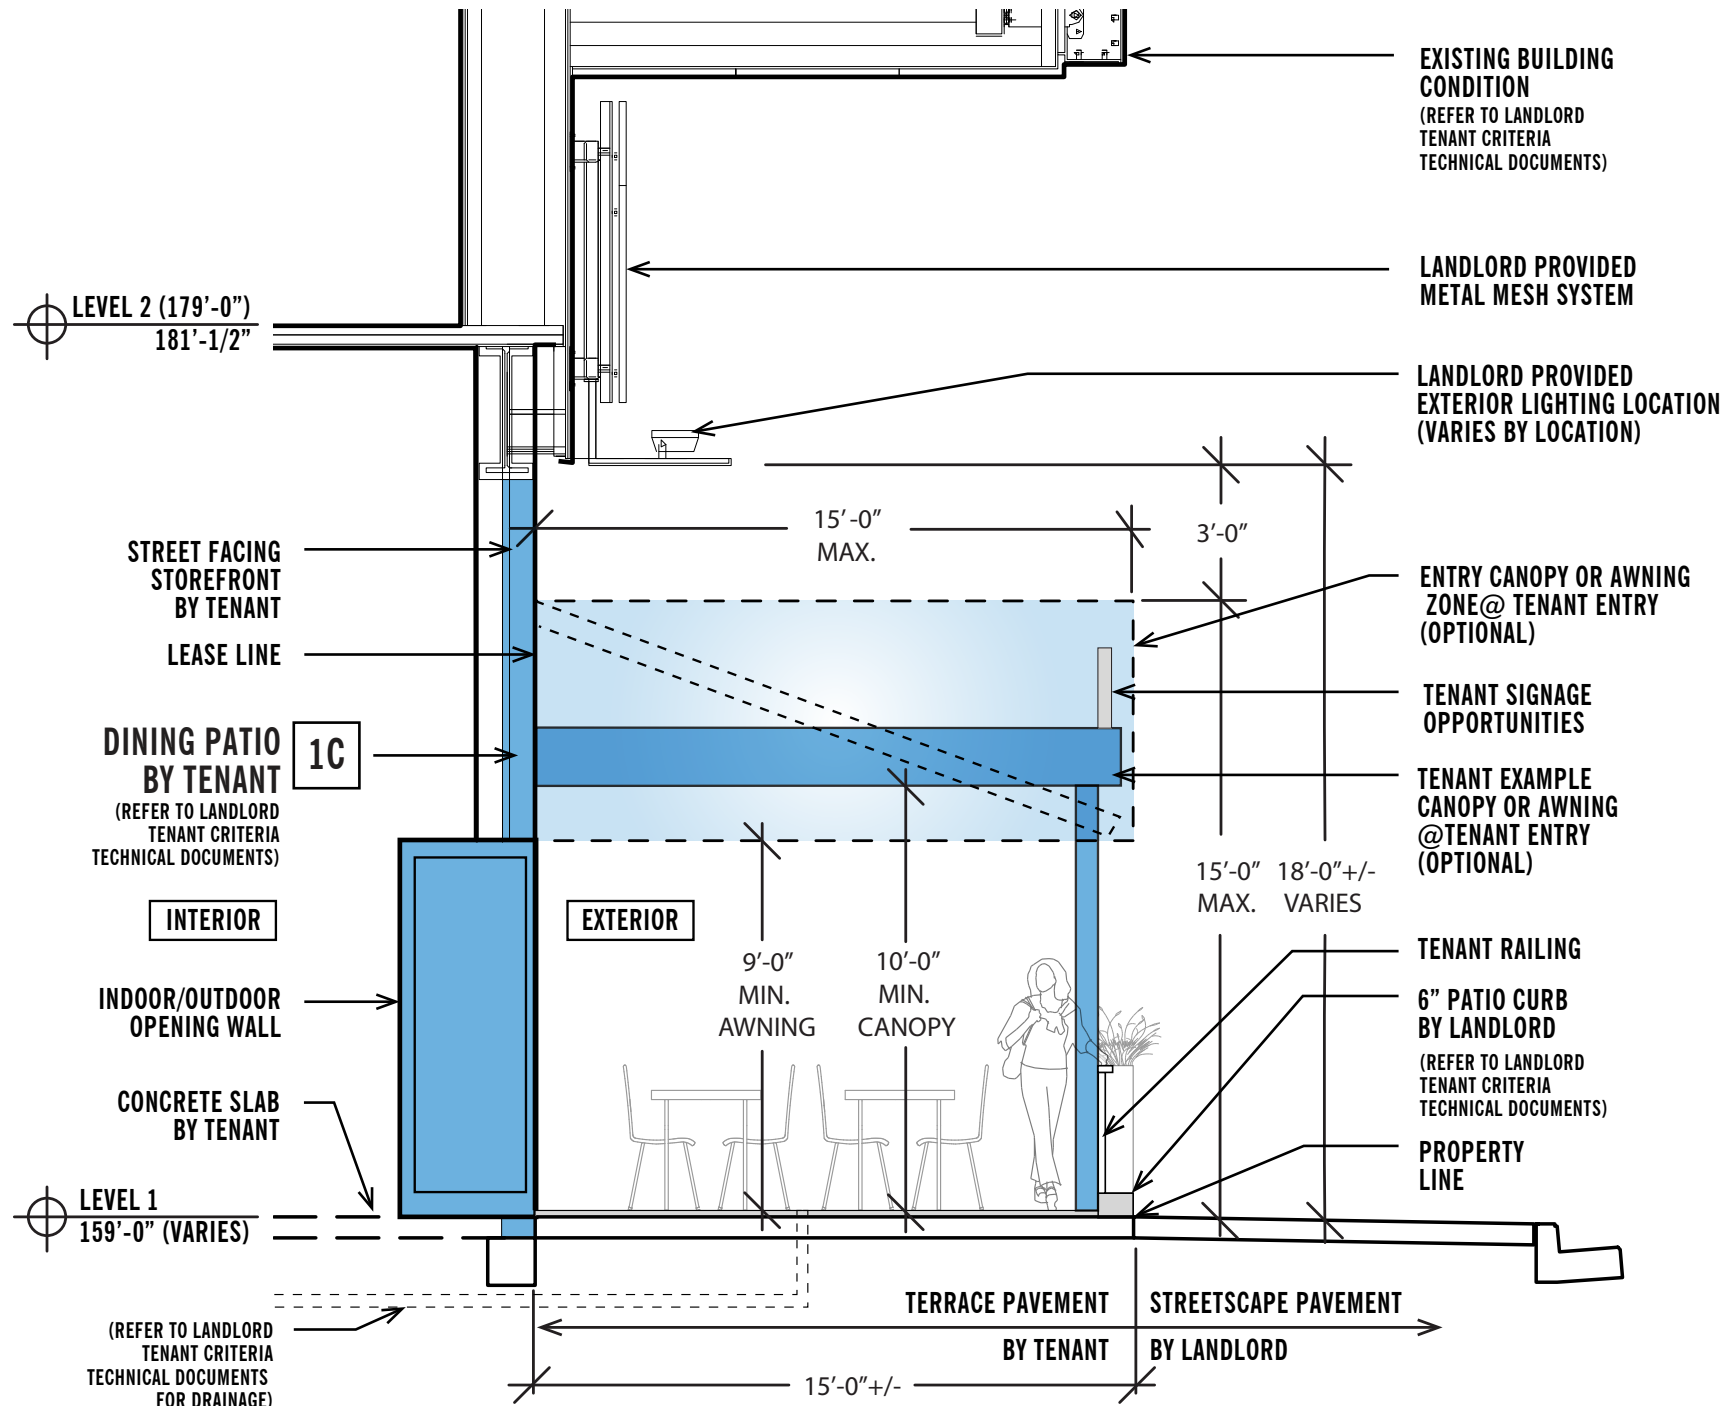 EXISTING BUILDING
CONDITION
(REFER TO LANDLORD
TENANT CRITERIA
TECHNICAL DOCUMENTS)
LANDLORD PROVIDED
METAL MESH SYSTEM
LEVEL 2 (179'-0")
181'-1/2"
LANDLORD PROVIDED
EXTERIOR LIGHTING LOCATION
(VARIES BY LOCATION)
15'-0"
MAX.
3'-0"
STREET FACING
STOREFRONT
BY TENANT
LEASE LINE
ENTRY CANOPY OR AWNING
ZONE@ TENANT ENTRY
(OPTIONAL)
TENANT SIGNAGE
OPPORTUNITIES
DINING PATIO
BY TENANT
(REFER TO LANDLORD
TENANT CRITERIA
TECHNICAL DOCUMENTS)
1C
TENANT EXAMPLE
CANOPY OR AWNING
@TENANT ENTRY
(OPTIONAL)
15'-0"
MAX.
18'-0"+/-
VARIES
INTERIOR
EXTERIOR
9'-0"
MIN.
AWNING
10'-0"
MIN.
CANOPY
TENANT RAILING
INDOOR/OUTDOOR
OPENING WALL
6" PATIO CURB
BY LANDLORD
(REFER TO LANDLORD
TENANT CRITERIA
TECHNICAL DOCUMENTS)
CONCRETE SLAB
BY TENANT
PROPERTY
LINE
LEVEL 1
159'-0" (VARIES)
TERRACE PAVEMENT
BY TENANT
STREETSCAPE PAVEMENT
BY LANDLORD
(REFER TO LANDLORD
TENANT CRITERIA
TECHNICAL DOCUMENTS
FOR DRAINAGE)
15'-0"+/-